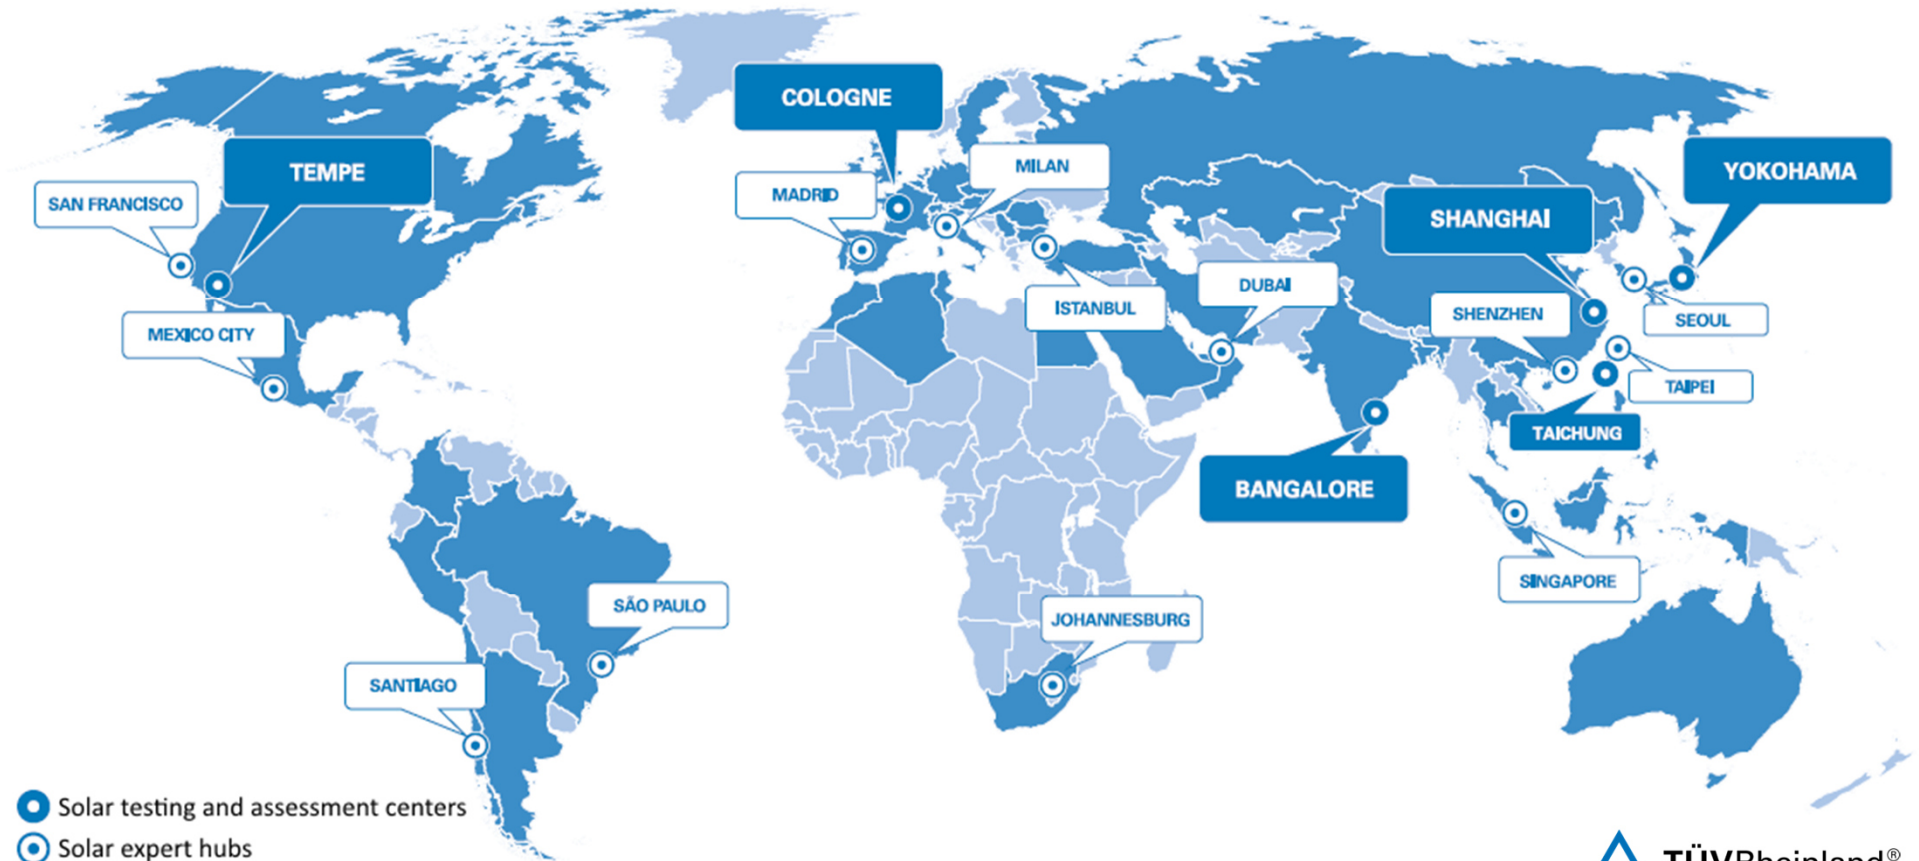 COLOGNE
TEMPE
YOKOHAMA
MILAN
MADRID
SAN FRANCISCO
SHANGHAI
DUBAI
ISTANBUL
SHENZHEN
SEOUL
MEXICO CITY
TAIPEI
TAICHUNG
BANGALORE
SINGAPORE
SÃO PAULO
JOHANNESBURG
SANTIAGO
Solar testing and assessment centers
Solar expert hubs
TÜVRheinland®